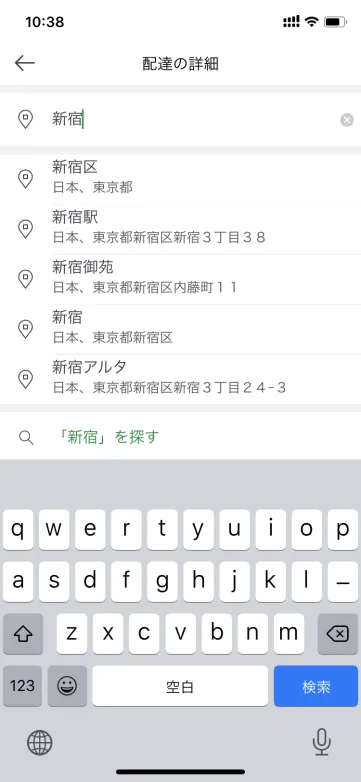 10:38
配達の詳細
新宿
新宿区
日本、東京都
新宿駅
日本、東京都新宿区新宿３丁目３８
新宿御苑
日本、東京都新宿区内藤町１１
新宿
日本、東京都新宿区
新宿アルタ
日本、東京都新宿区新宿３丁目２４−３
「新宿」を探す
q w e r t y u i o p
a s d f g h j k l –
z x c v b n m
123 空白 検索